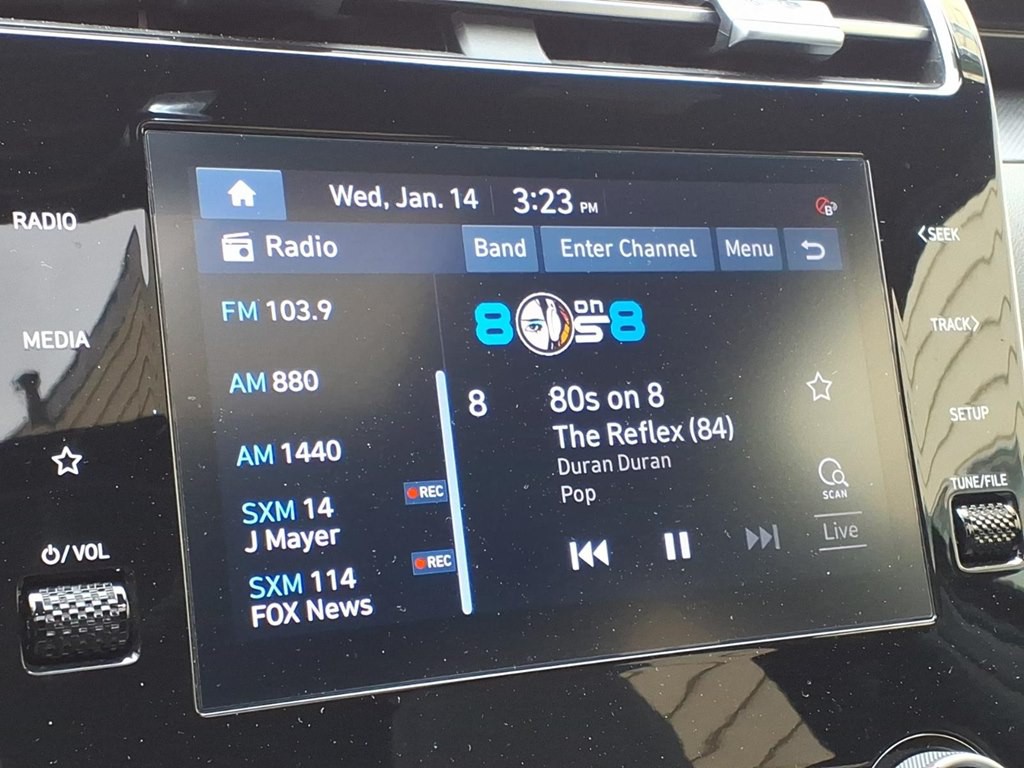 Wed, Jan. 14 3:23 PM
B
RADIO
Radio Band Enter Channel Menu
<SEEK
FM 103.9
80s on 8
MEDIA
TRACK>
AM 880
8 80s on 8
The Reflex (84)
SETUP
AM 1440
Duran Duran
Pop
SCAN
TUNE/FILE
REC
SXM 14
J Mayer
Live
/VOL
REC
SXM 114
FOX News